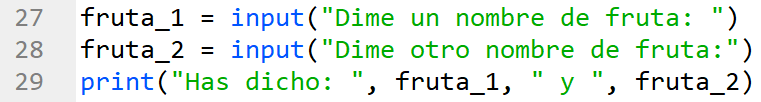 27 fruta_1 = input("Dime un nombre de fruta: ")
28 fruta_2 = input("Dime otro nombre de fruta:")
29 print("Has dicho: ", fruta_1, " y ", fruta_2)